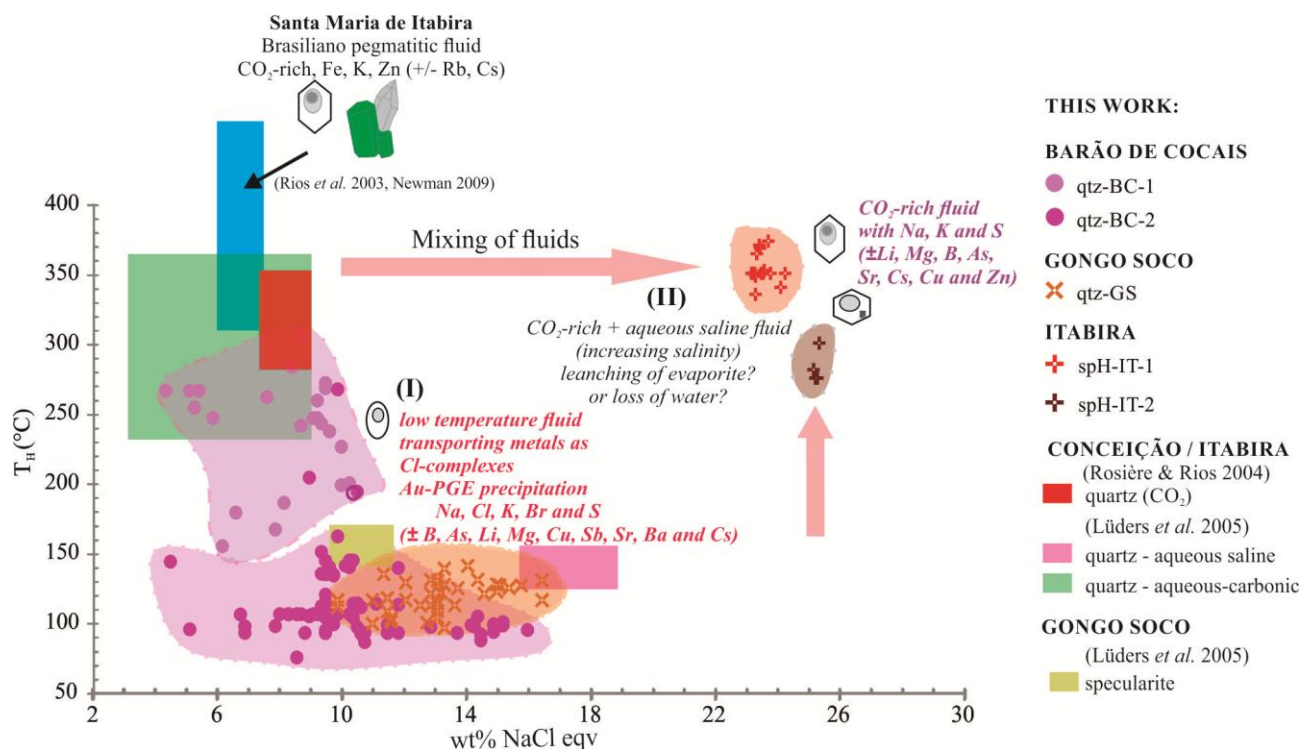 Santa Maria de Itabira
Brasiliano pegmatitic fluid
CO₂-rich, Fe, K, Zn (+/- Rb, Cs)
(Rios et al. 2003, Newman 2009)
Mixing of fluids
CO₂-rich fluid
with Na, K and S
(±Li, Mg, B, As,
Sr, Cs, Cu and Zn)
(II)
CO₂-rich + aqueous saline fluid
(increasing salinity)
leanching of evaporite?
or loss of water?
(I)
low temperature fluid
transporting metals as
Cl-complexes
Au-PGE precipitation
Na, Cl, K, Br and S
(± B, As, Li, Mg, Cu, Sb, Sr, Ba and Cs)
T_H (°C)
400
350
300
250
200
150
100
50
2 6 10 14 18 22 26 30
wt% NaCl eqv
THIS WORK:
BARÃO DE COCAIS
qtz-BC-1
qtz-BC-2
GONGO SOCO
qtz-GS
ITABIRA
spH-IT-1
spH-IT-2
CONCEIÇÃO / ITABIRA
(Rosière & Rios 2004)
quartz (CO₂)
(Lüders et al. 2005)
quartz - aqueous saline
quartz - aqueous-carbonic
GONGO SOCO
(Lüders et al. 2005)
specularite